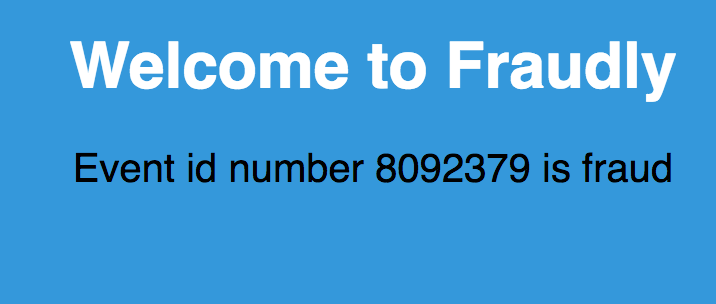 Welcome to Fraudly
Event id number 8092379 is fraud